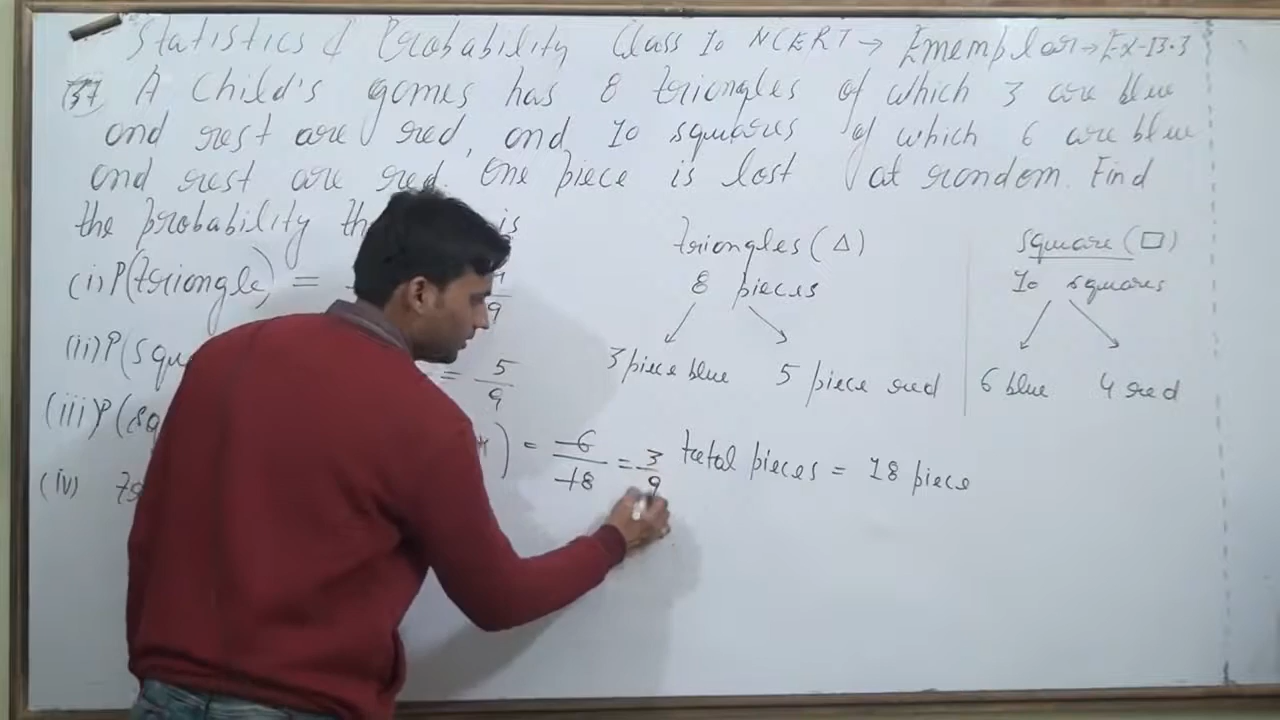 Statistics & Probability Class 10 NCERT → Exemplar → Ex-13.3
(37) A Child's games has 8 triangles of which 3 are blue
and rest are red, and 10 squares of which 6 are blue
and rest are red. One piece is lost at random. Find
the probability is
(i) P(triangle) =
9
(ii) P(squ = 5/9
(iii) P( ) = 6/18 = 3/9
(iv)
triangles (△)
8 pieces
3 piece blue 5 piece red
square (□)
10 squares
6 blue 4 red
total pieces = 18 piece